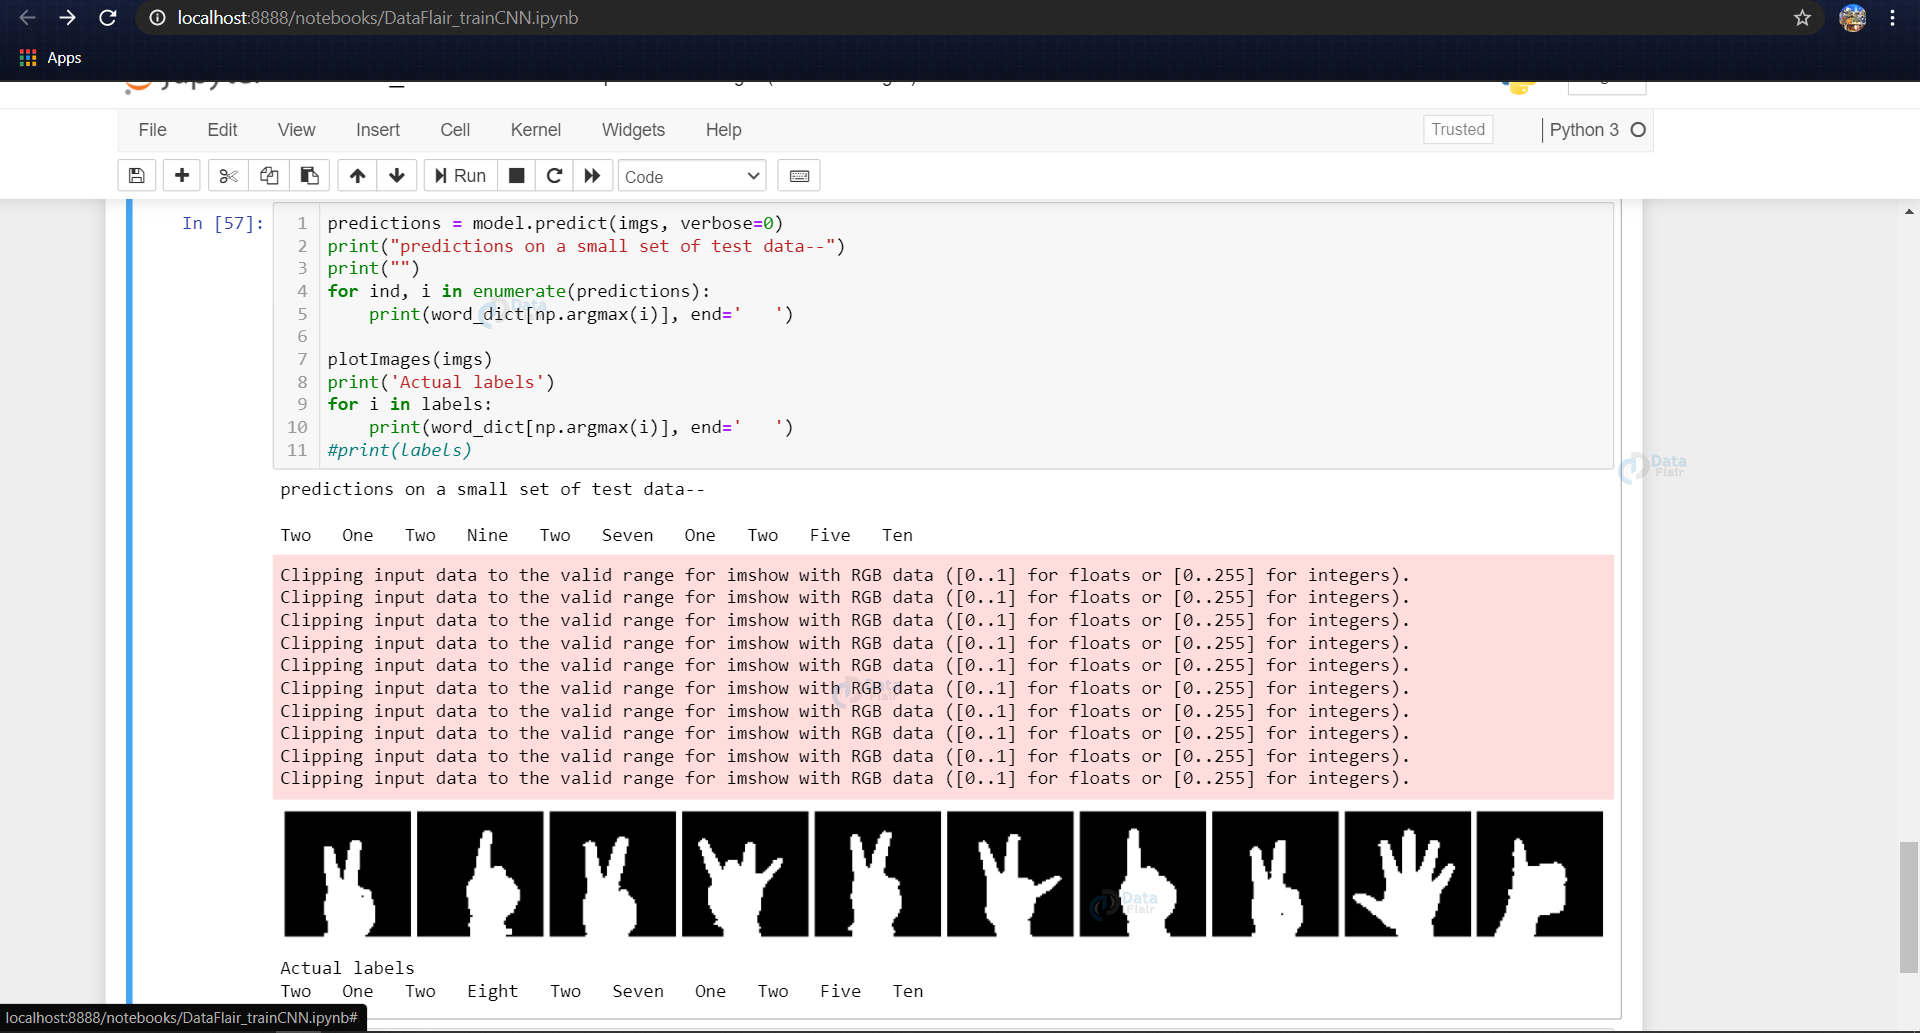 localhost:8888/notebooks/DataFlair_trainCNN.ipynb
Apps
File Edit View Insert Cell Kernel Widgets Help Trusted Python 3
Run Code
In [57]:
1 predictions = model.predict(imgs, verbose=0)
2 print("predictions on a small set of test data--")
3 print("")
4 for ind, i in enumerate(predictions):
5     print(word_dict[np.argmax(i)], end='   ')
6
7 plotImages(imgs)
8 print('Actual labels')
9 for i in labels:
10     print(word_dict[np.argmax(i)], end='   ')
11 #print(labels)
Data Flair
predictions on a small set of test data--
Two   One   Two   Nine   Two   Seven   One   Two   Five   Ten
Clipping input data to the valid range for imshow with RGB data ([0..1] for floats or [0..255] for integers).
Clipping input data to the valid range for imshow with RGB data ([0..1] for floats or [0..255] for integers).
Clipping input data to the valid range for imshow with RGB data ([0..1] for floats or [0..255] for integers).
Clipping input data to the valid range for imshow with RGB data ([0..1] for floats or [0..255] for integers).
Clipping input data to the valid range for imshow with RGB data ([0..1] for floats or [0..255] for integers).
Clipping input data to the valid range for imshow with RGB data ([0..1] for floats or [0..255] for integers).
Clipping input data to the valid range for imshow with RGB data ([0..1] for floats or [0..255] for integers).
Clipping input data to the valid range for imshow with RGB data ([0..1] for floats or [0..255] for integers).
Clipping input data to the valid range for imshow with RGB data ([0..1] for floats or [0..255] for integers).
Clipping input data to the valid range for imshow with RGB data ([0..1] for floats or [0..255] for integers).
Data Flair
Actual labels
Two   One   Two   Eight   Two   Seven   One   Two   Five   Ten
localhost:8888/notebooks/DataFlair_trainCNN.ipynb#